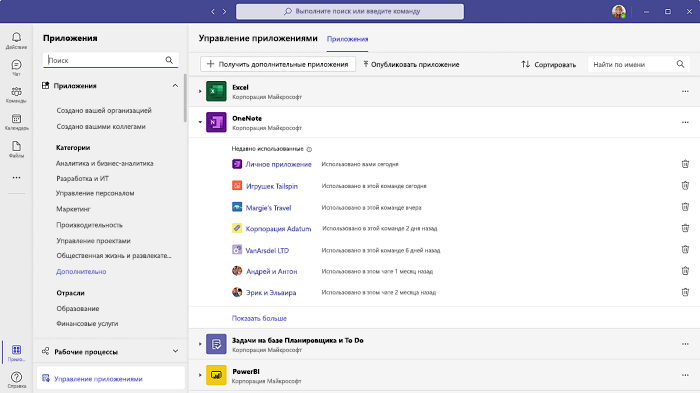 Выполните поиск или введите команду
Действие
Чат
Команды
Календарь
Файлы
Прило...
Справка
Приложения
Поиск
Приложения
Создано вашей организацией
Создано вашими коллегами
Категории
Аналитика и бизнес-аналитика
Разработка и ИТ
Управление персоналом
Маркетинг
Производительность
Управление проектами
Общественная жизнь и развлекате...
Дополнительно
Отрасли
Образование
Финансовые услуги
Рабочие процессы
Управление приложениями
Управление приложениями Приложения
Получить дополнительные приложения Опубликовать приложение Сортировать Найти по имени
Excel
Корпорация Майкрософт
OneNote
Корпорация Майкрософт
Недавно использованные
Личное приложение Использовано вами сегодня
Игрушек Tailspin Использовано в этой команде сегодня
Margie's Travel Использовано в этой команде вчера
Корпорация Adatum Использовано в этой команде 2 дня назад
VanArsdel LTD Использовано в этой команде 6 дней назад
Андрей и Антон Использовано в этом чате 1 месяц назад
Эрик и Эльвира Использовано в этом чате 2 месяца назад
Показать больше
Задачи на базе Планировщика и To Do
Корпорация Майкрософт
PowerBI
Корпорация Майкрософт